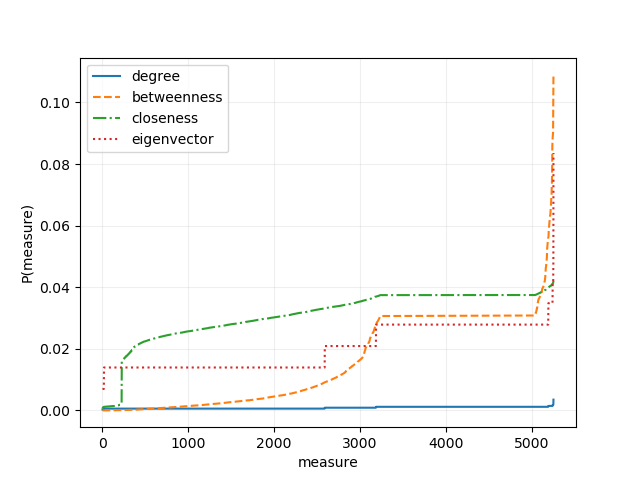 degree
betweenness
closeness
eigenvector
0.10
0.08
0.06
0.04
0.02
0.00
P(measure)
0 1000 2000 3000 4000 5000
measure